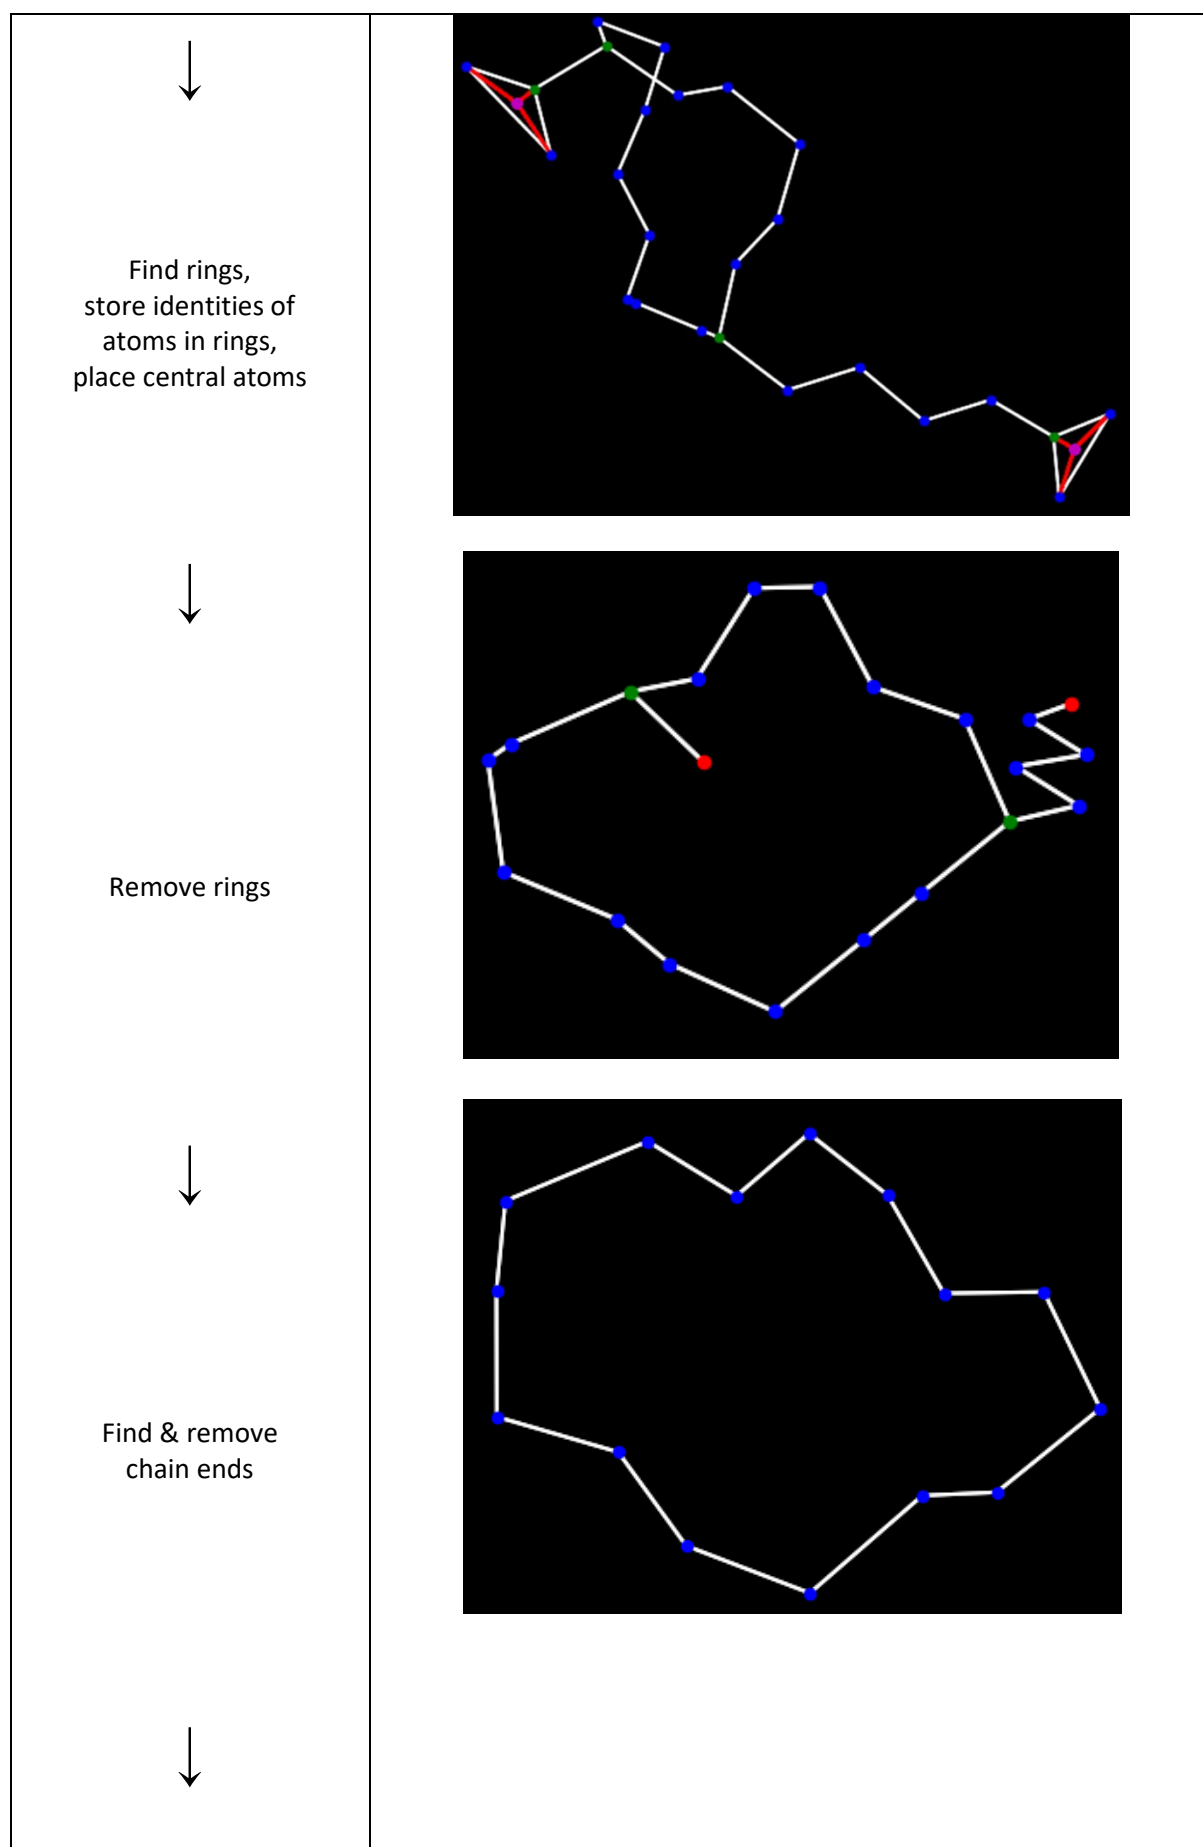 Find rings,
store identities of
atoms in rings,
place central atoms
Remove rings
Find & remove
chain ends